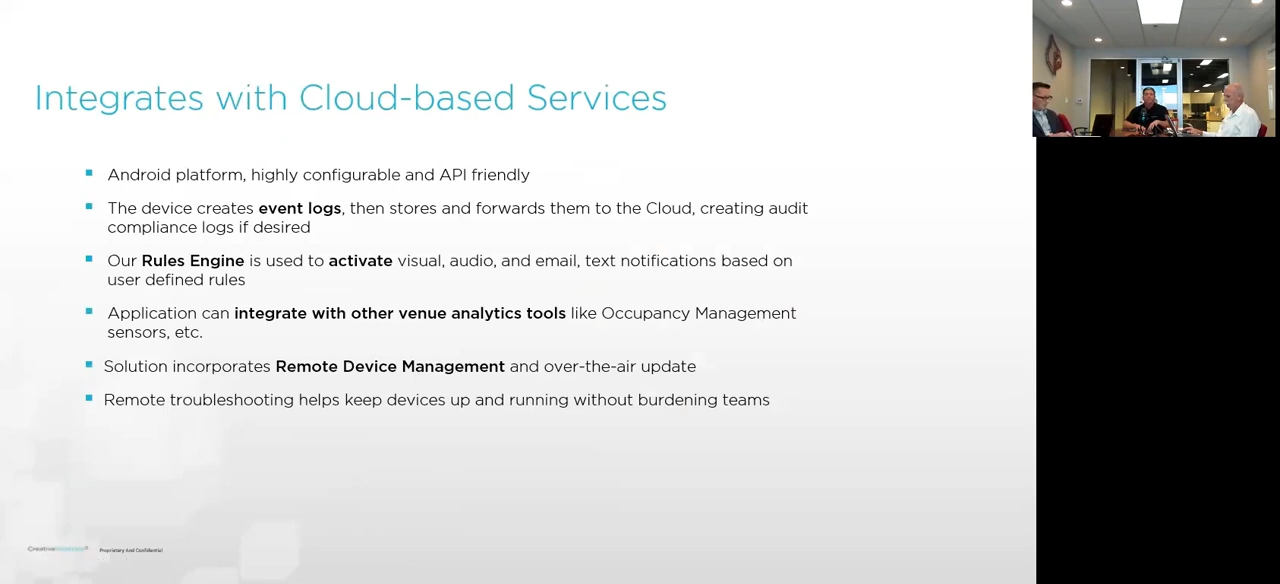 Integrates with Cloud-based Services
Android platform, highly configurable and API friendly
The device creates event logs, then stores and forwards them to the Cloud, creating audit
compliance logs if desired
Our Rules Engine is used to activate visual, audio, and email, text notifications based on
user defined rules
Application can integrate with other venue analytics tools like Occupancy Management
sensors, etc.
Solution incorporates Remote Device Management and over-the-air update
Remote troubleshooting helps keep devices up and running without burdening teams
Proprietary And Confidential